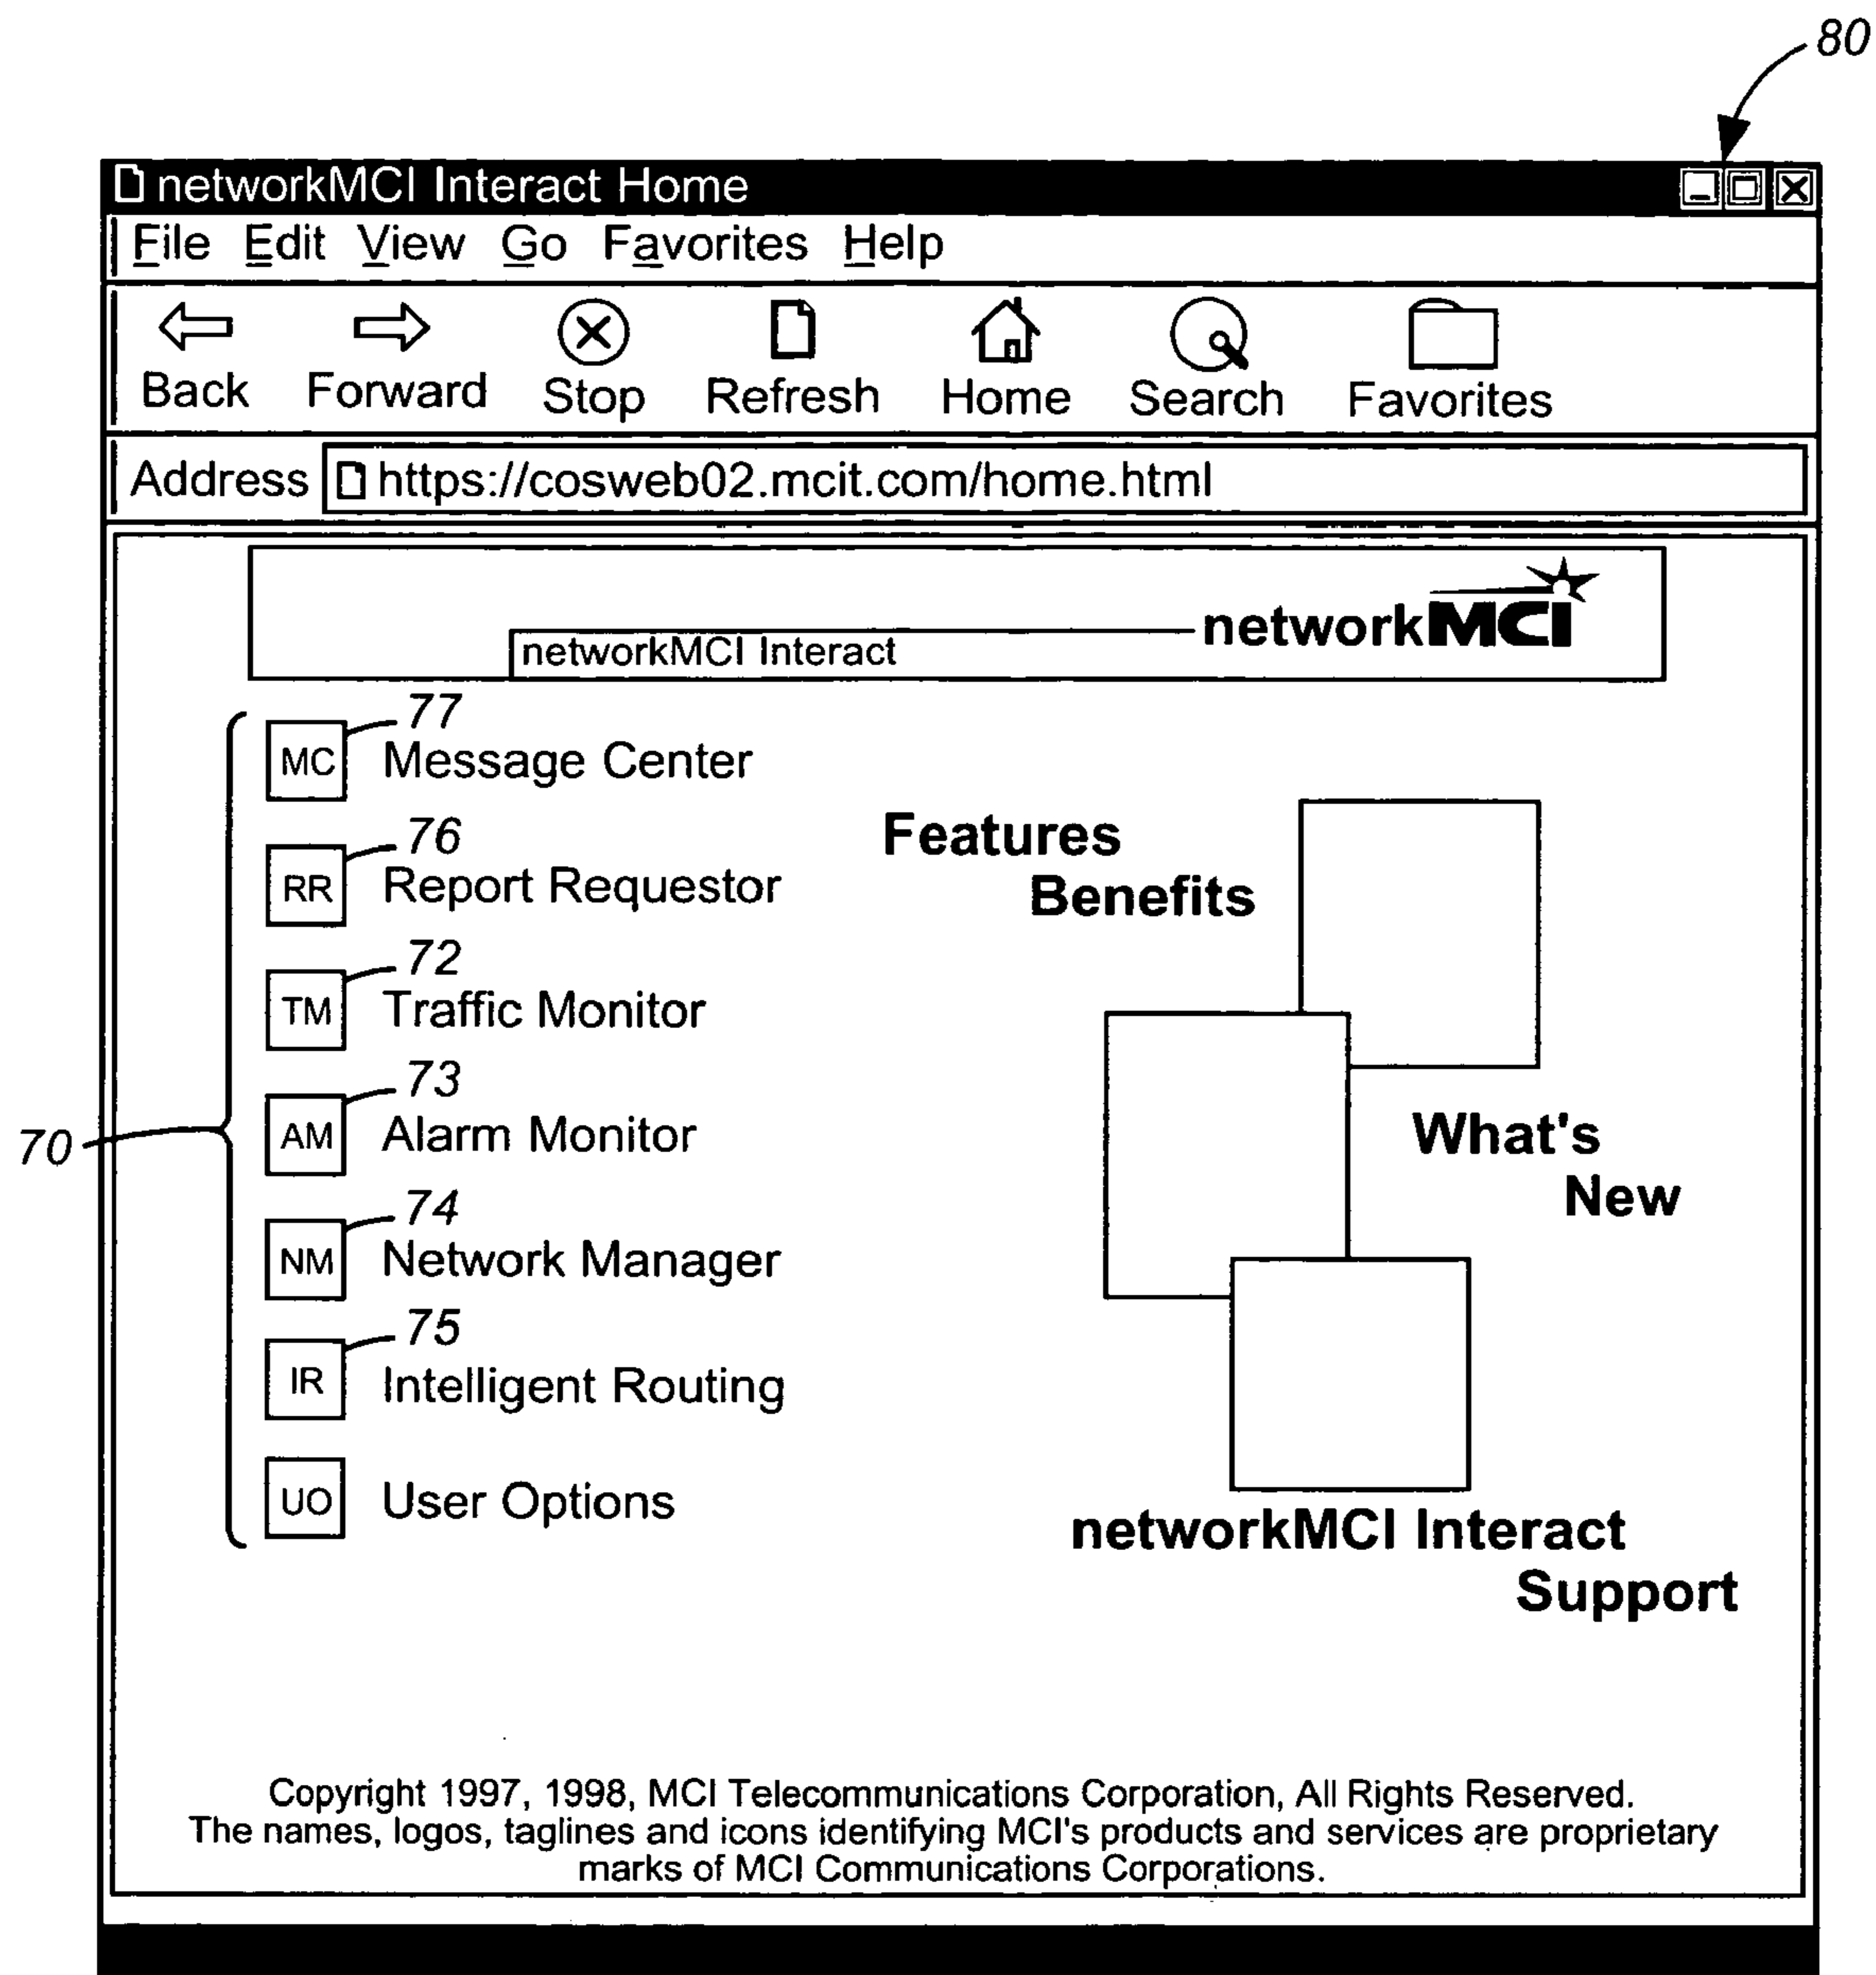 80
networkMCI Interact Home
File Edit View Go Favorites Help
Back Forward Stop Refresh Home Search Favorites
Address https://cosweb02.mcit.com/home.html
networkMCI
networkMCI Interact
77
MC Message Center
76
RR Report Requestor
72
TM Traffic Monitor
73
AM Alarm Monitor
74
NM Network Manager
75
IR Intelligent Routing
UO User Options
70
Features
Benefits
What's
New
networkMCI Interact
Support
Copyright 1997, 1998, MCI Telecommunications Corporation, All Rights Reserved.
The names, logos, taglines and icons identifying MCI's products and services are proprietary
marks of MCI Communications Corporations.